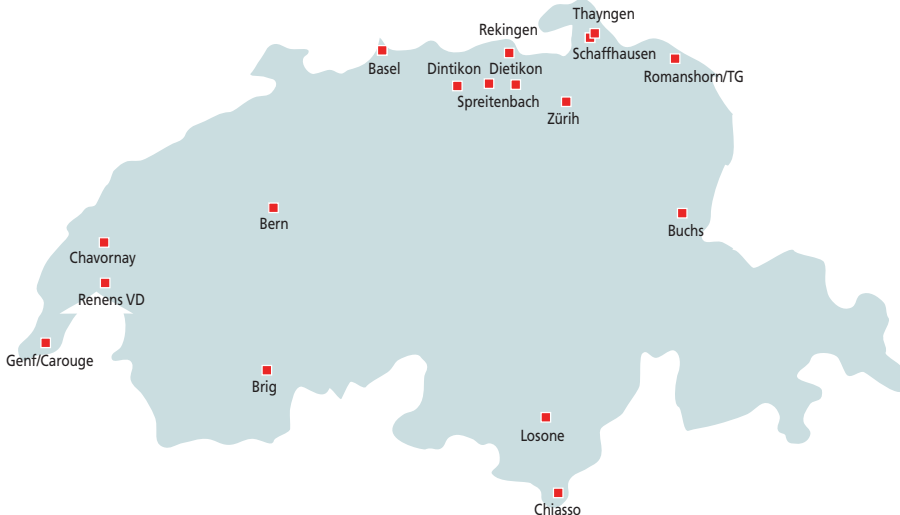 Thayngen
Rekingen
Schaffhausen
Basel
Dintikon
Dietikon
Romanshorn/TG
Spreitenbach
Zürih
Bern
Buchs
Chavornay
Renens VD
Genf/Carouge
Brig
Losone
Chiasso